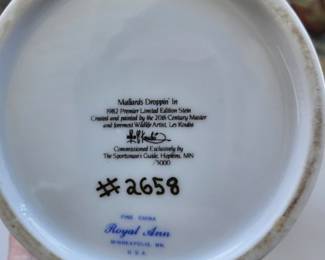 Mallards Droppin' In
1982 Premier Limited Edition Stein
Created and painted by the 20th Century Master
and foremost Wildlife Artist, Les Kouba
Les Kouba
Commissioned Exclusively by
The Sportsman's Guide, Hopkins, MN
5000
#2658
FINE CHINA
Royal Ann
MINNEAPOLIS, MN.
U.S.A.